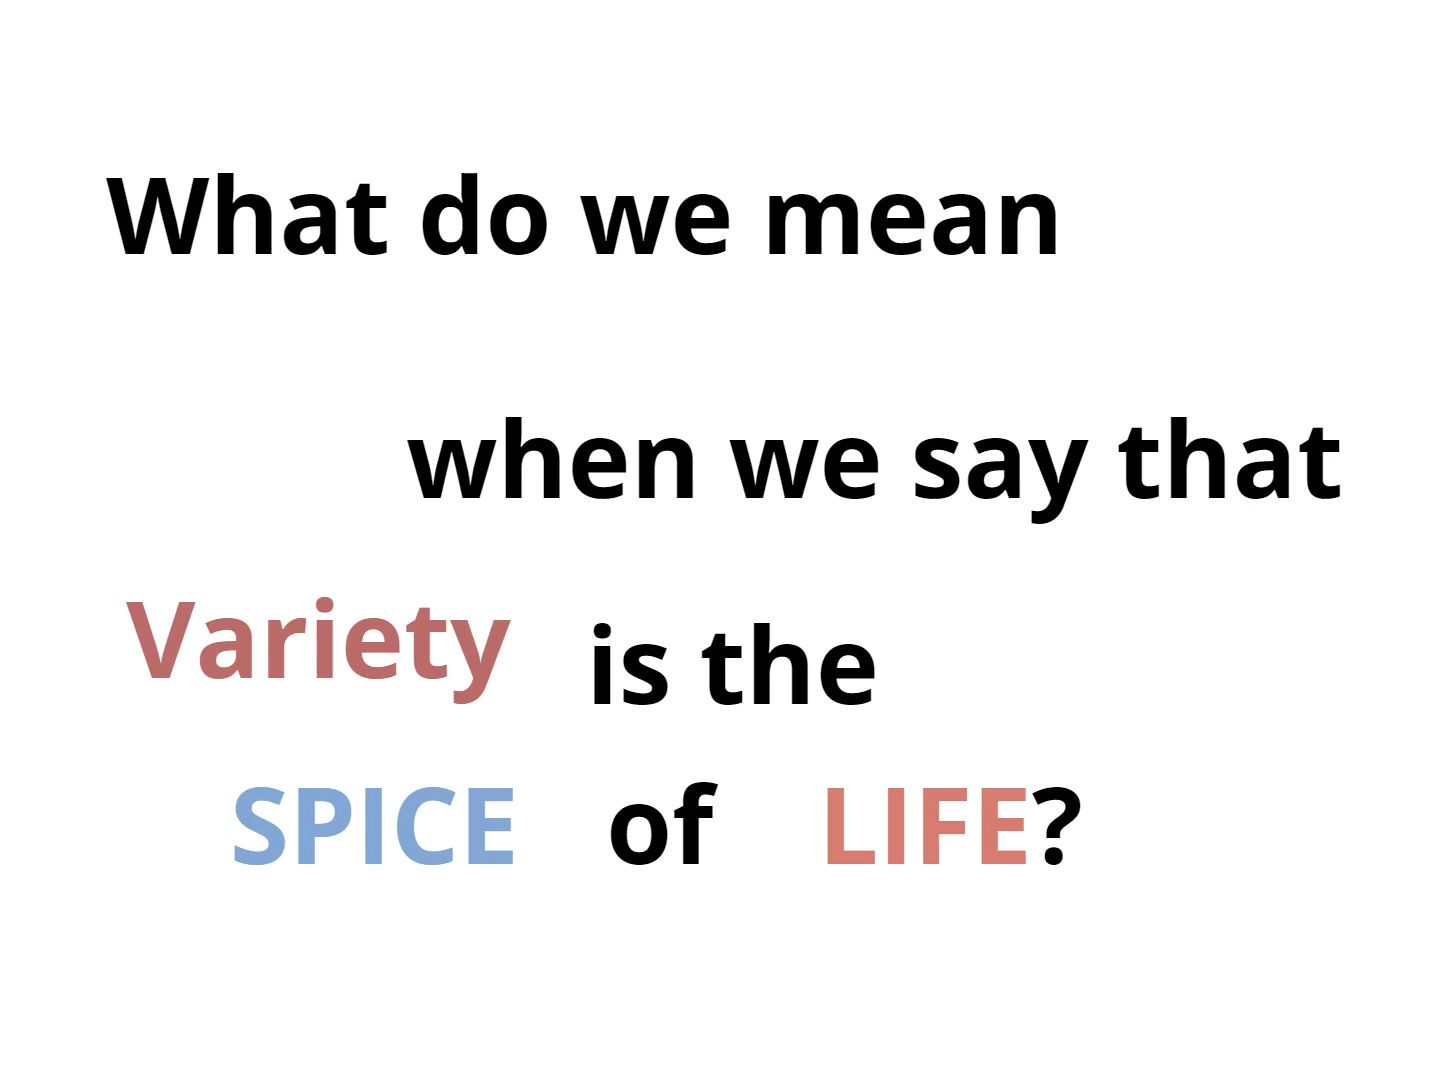 What do we mean
when we say that
Variety is the
SPICE of LIFE?